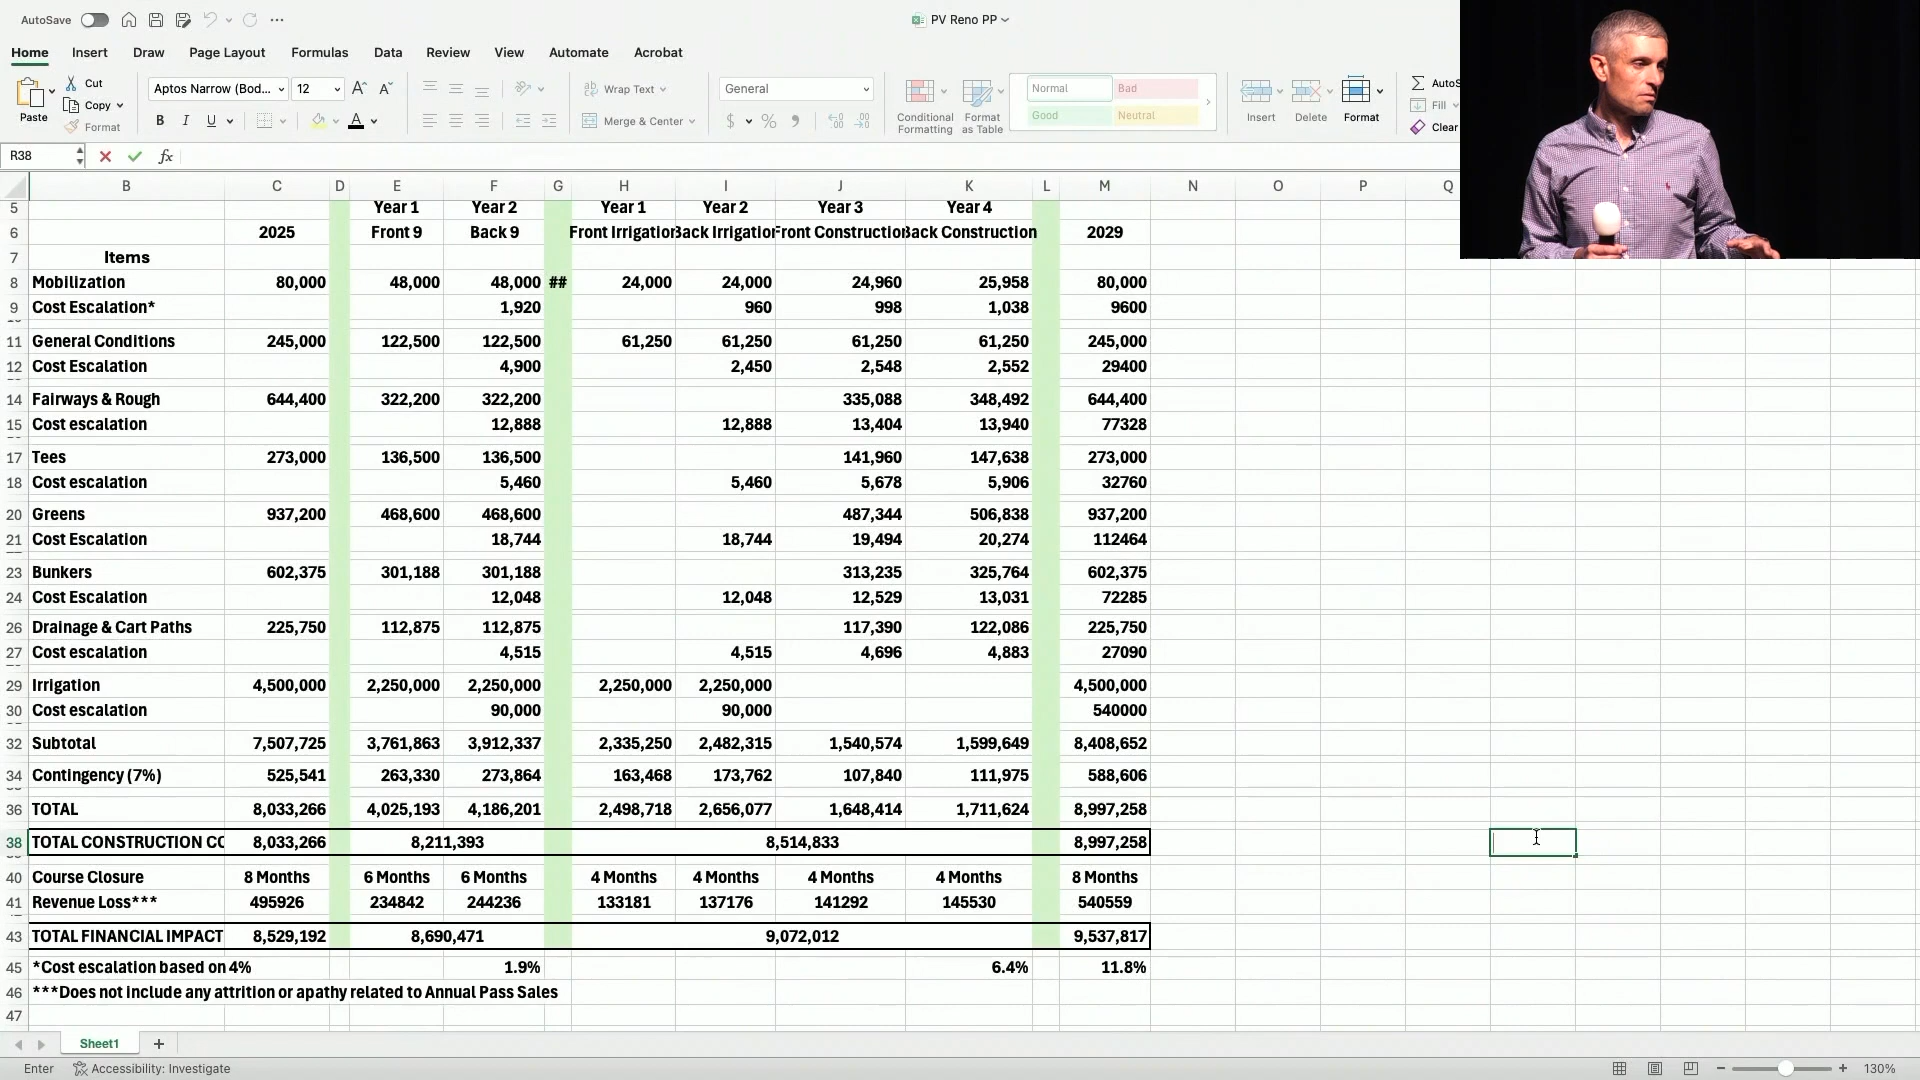 AutoSave
PV Reno PP
Home Insert Draw Page Layout Formulas Data Review View Automate Acrobat
Paste
Cut
Copy
Format
Aptos Narrow (Bod... 12 A A
B I U A
Wrap Text
Merge & Center
General
$ %
Conditional Formatting
Format as Table
Normal Bad
Good Neutral
Insert Delete Format
AutoS
Fill
Clear
R38 fx
B C D E F G H I J K L M N O P Q
5 Year 1 Year 2 Year 1 Year 2 Year 3 Year 4
6 2025 Front 9 Back 9 Front Irrigation Back Irrigation Front Construction Back Construction 2029
7 Items
8 Mobilization 80,000 48,000 48,000 ## 24,000 24,000 24,960 25,958 80,000
9 Cost Escalation* 1,920 960 998 1,038 9600
11 General Conditions 245,000 122,500 122,500 61,250 61,250 61,250 61,250 245,000
12 Cost Escalation 4,900 2,450 2,548 2,552 29400
14 Fairways & Rough 644,400 322,200 322,200 335,088 348,492 644,400
15 Cost escalation 12,888 12,888 13,404 13,940 77328
17 Tees 273,000 136,500 136,500 141,960 147,638 273,000
18 Cost escalation 5,460 5,460 5,678 5,906 32760
20 Greens 937,200 468,600 468,600 487,344 506,838 937,200
21 Cost Escalation 18,744 18,744 19,494 20,274 112464
23 Bunkers 602,375 301,188 301,188 313,235 325,764 602,375
24 Cost Escalation 12,048 12,048 12,529 13,031 72285
26 Drainage & Cart Paths 225,750 112,875 112,875 117,390 122,086 225,750
27 Cost escalation 4,515 4,515 4,696 4,883 27090
29 Irrigation 4,500,000 2,250,000 2,250,000 2,250,000 2,250,000 4,500,000
30 Cost escalation 90,000 90,000 540000
32 Subtotal 7,507,725 3,761,863 3,912,337 2,335,250 2,482,315 1,540,574 1,599,649 8,408,652
34 Contingency (7%) 525,541 263,330 273,864 163,468 173,762 107,840 111,975 588,606
36 TOTAL 8,033,266 4,025,193 4,186,201 2,498,718 2,656,077 1,648,414 1,711,624 8,997,258
38 TOTAL CONSTRUCTION CO 8,033,266 8,211,393 8,514,833 8,997,258
40 Course Closure 8 Months 6 Months 6 Months 4 Months 4 Months 4 Months 4 Months 8 Months
41 Revenue Loss*** 495926 234842 244236 133181 137176 141292 145530 540559
43 TOTAL FINANCIAL IMPACT 8,529,192 8,690,471 9,072,012 9,537,817
45 *Cost escalation based on 4% 1.9% 6.4% 11.8%
46 ***Does not include any attrition or apathy related to Annual Pass Sales
47
Sheet1
Enter Accessibility: Investigate 130%